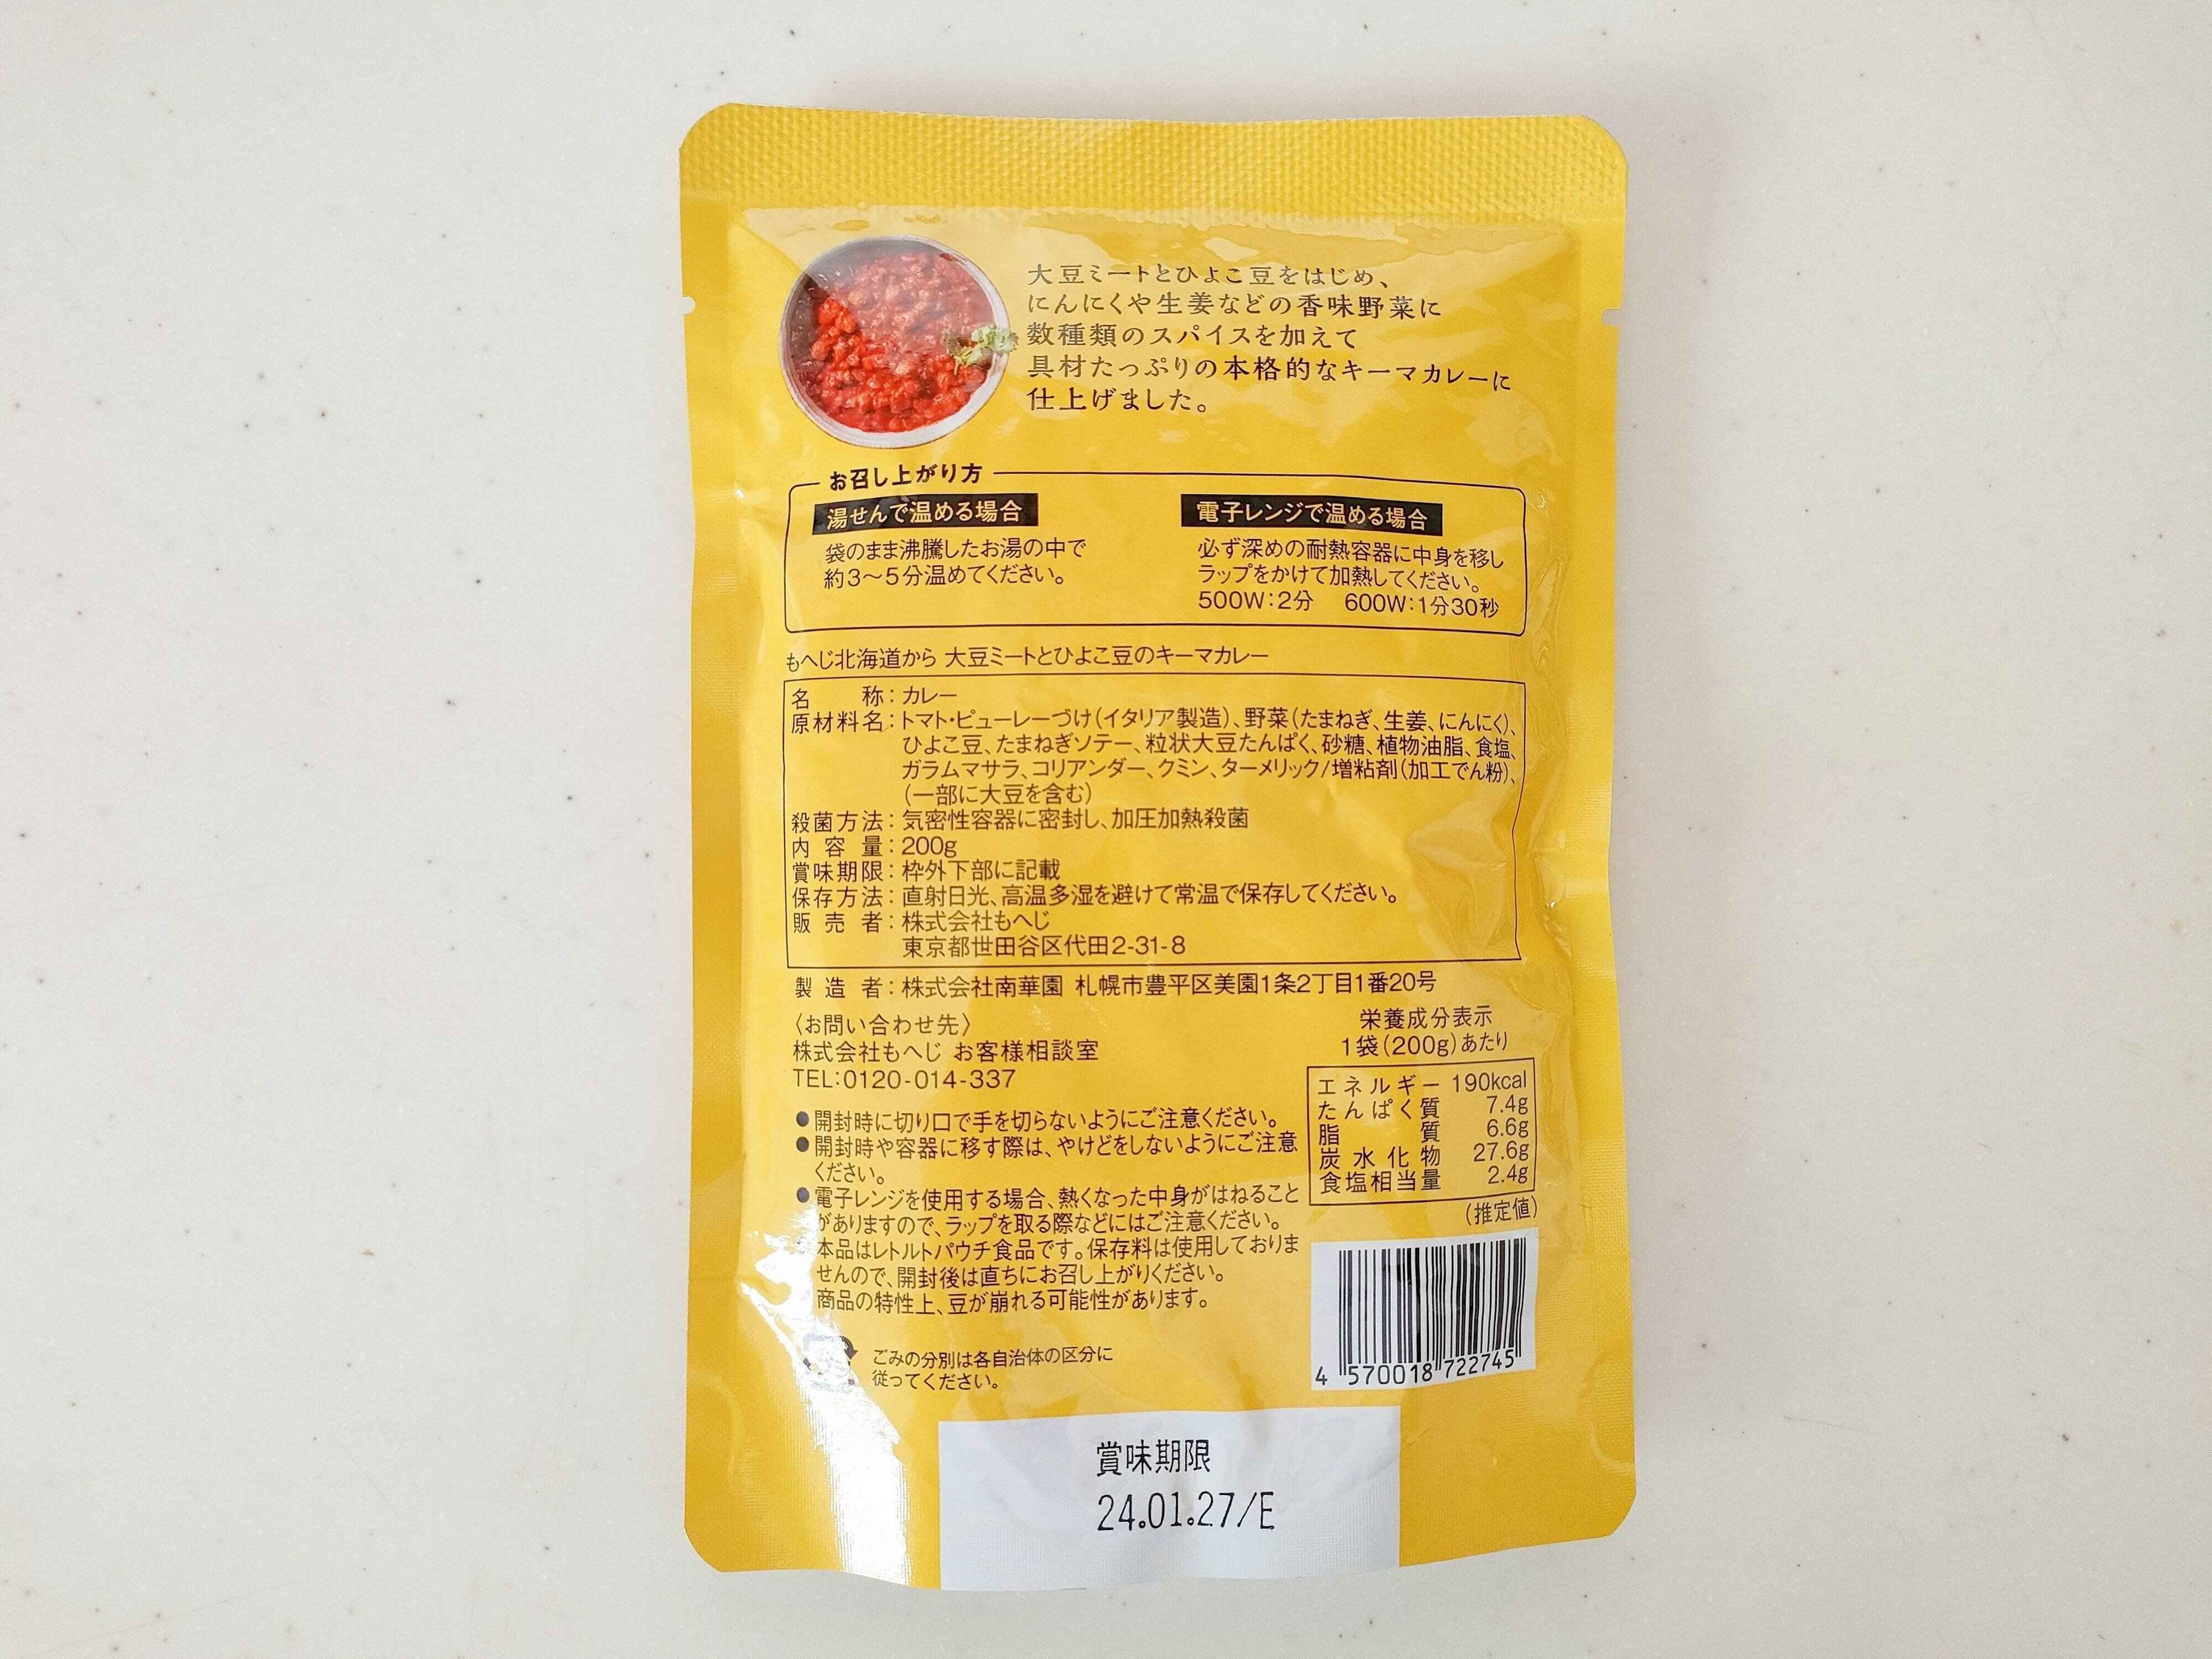 大豆ミートとひよこ豆をはじめ、
にんにくや生姜などの香味野菜に
数種類のスパイスを加えて
具材たっぷりの本格的なキーマカレーに
仕上げました。
お召し上がり方
湯せんで温める場合
袋のまま沸騰したお湯の中で
約3〜5分温めてください。
電子レンジで温める場合
必ず深めの耐熱容器に中身を移し
ラップをかけて加熱してください。
500W:2分 600W:1分30秒
もへじ北海道から 大豆ミートとひよこ豆のキーマカレー
名称:カレー
原材料名:トマト・ピューレーづけ(イタリア製造)、野菜(たまねぎ、生姜、にんにく)、
ひよこ豆、たまねぎソテー、粒状大豆たんぱく、砂糖、植物油脂、食塩、
ガラムマサラ、コリアンダー、クミン、ターメリック/増粘剤(加工でん粉)、
(一部に大豆を含む)
殺菌方法:気密性容器に密封し、加圧加熱殺菌
内容量:200g
賞味期限:枠外下部に記載
保存方法:直射日光、高温多湿を避けて常温で保存してください。
販売者:株式会社もへじ
東京都世田谷区代田2-31-8
製造者:株式会社南華園 札幌市豊平区美園1条2丁目1番20号
〈お問い合わせ先〉
株式会社もへじ お客様相談室
TEL:0120-014-337
●開封時に切り口で手を切らないようにご注意ください。
●開封時や容器に移す際は、やけどをしないようにご注意
ください。
●電子レンジを使用する場合、熱くなった中身がはねること
がありますので、ラップを取る際などにはご注意ください。
本品はレトルトパウチ食品です。保存料は使用しておりま
せんので、開封後は直ちにお召し上がりください。
商品の特性上、豆が崩れる可能性があります。
ごみの分別は各自治体の区分に
従ってください。
栄養成分表示
1袋(200g)あたり
エネルギー 190kcal
たんぱく質 7.4g
脂質 6.6g
炭水化物 27.6g
食塩相当量 2.4g
(推定値)
4 570018 722745
賞味期限
24.01.27/E